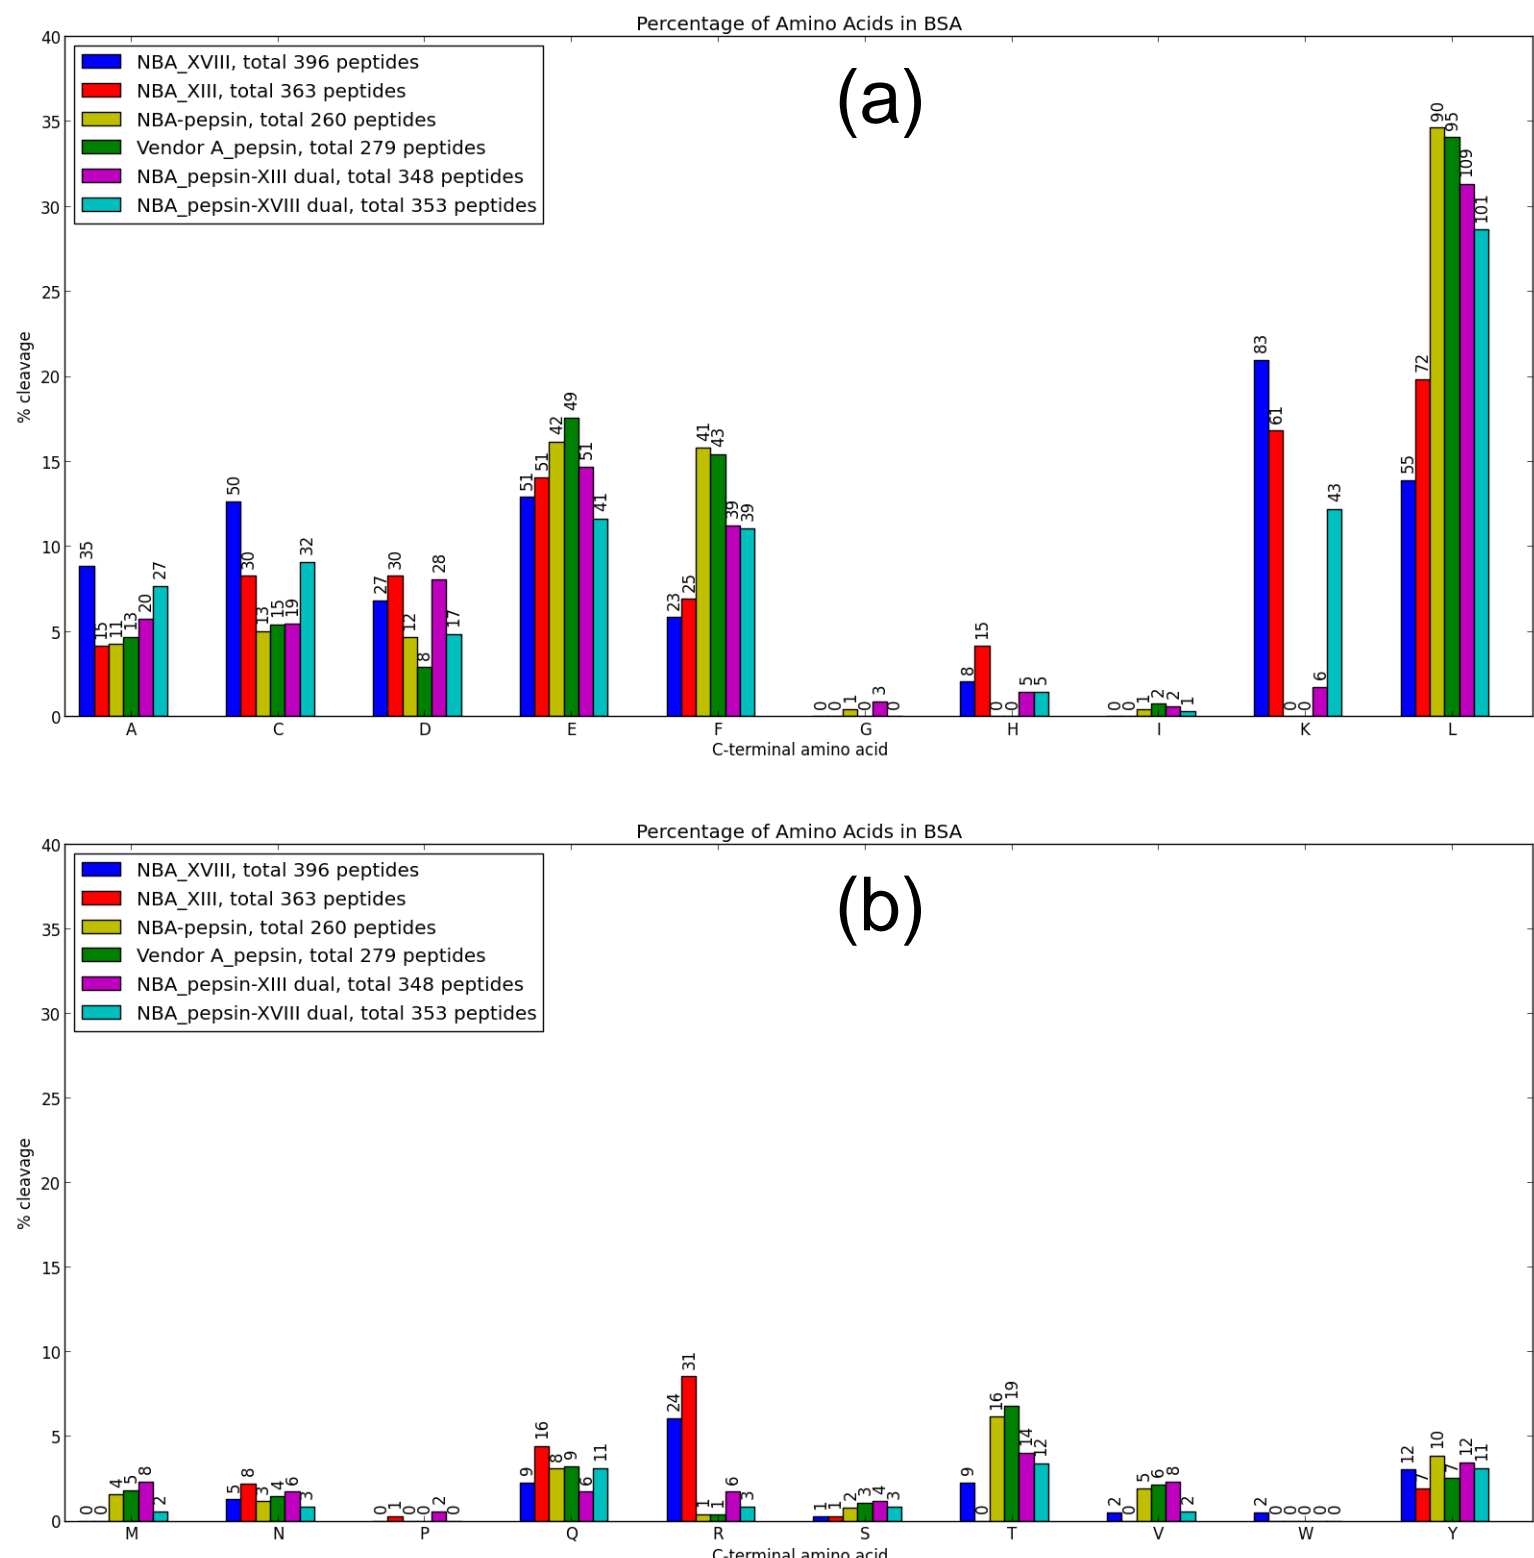 Percentage of Amino Acids in BSA
40
35
30
25
20
15
10
5
0
% cleavage
NBA_XVIII, total 396 peptides
NBA_XIII, total 363 peptides
NBA-pepsin, total 260 peptides
Vendor A_pepsin, total 279 peptides
NBA_pepsin-XIII dual, total 348 peptides
NBA_pepsin-XVIII dual, total 353 peptides
(a)
35 15 11 13 20 27
50 30 13 15 19 32
27 30 12 8 28 17
51 51 42 49 51 41
23 25 41 43 39 39
0 0 1 0 3 0
8 15 0 0 5 5
0 0 1 2 2 1
83 61 0 0 6 43
55 72 90 95 109 101
A C D E F G H I K L
C-terminal amino acid
Percentage of Amino Acids in BSA
40
35
30
25
20
15
10
5
0
% cleavage
NBA_XVIII, total 396 peptides
NBA_XIII, total 363 peptides
NBA-pepsin, total 260 peptides
Vendor A_pepsin, total 279 peptides
NBA_pepsin-XIII dual, total 348 peptides
NBA_pepsin-XVIII dual, total 353 peptides
(b)
0 0 4 5 8 2
5 8 3 4 6 3
0 1 0 0 2 0
9 16 8 9 6 11
24 31 1 1 6 3
1 1 2 3 4 3
9 0 16 19 14 12
2 0 5 6 8 2
2 0 0 0 0 0
12 7 10 7 12 11
M N P Q R S T V W Y
C-terminal amino acid